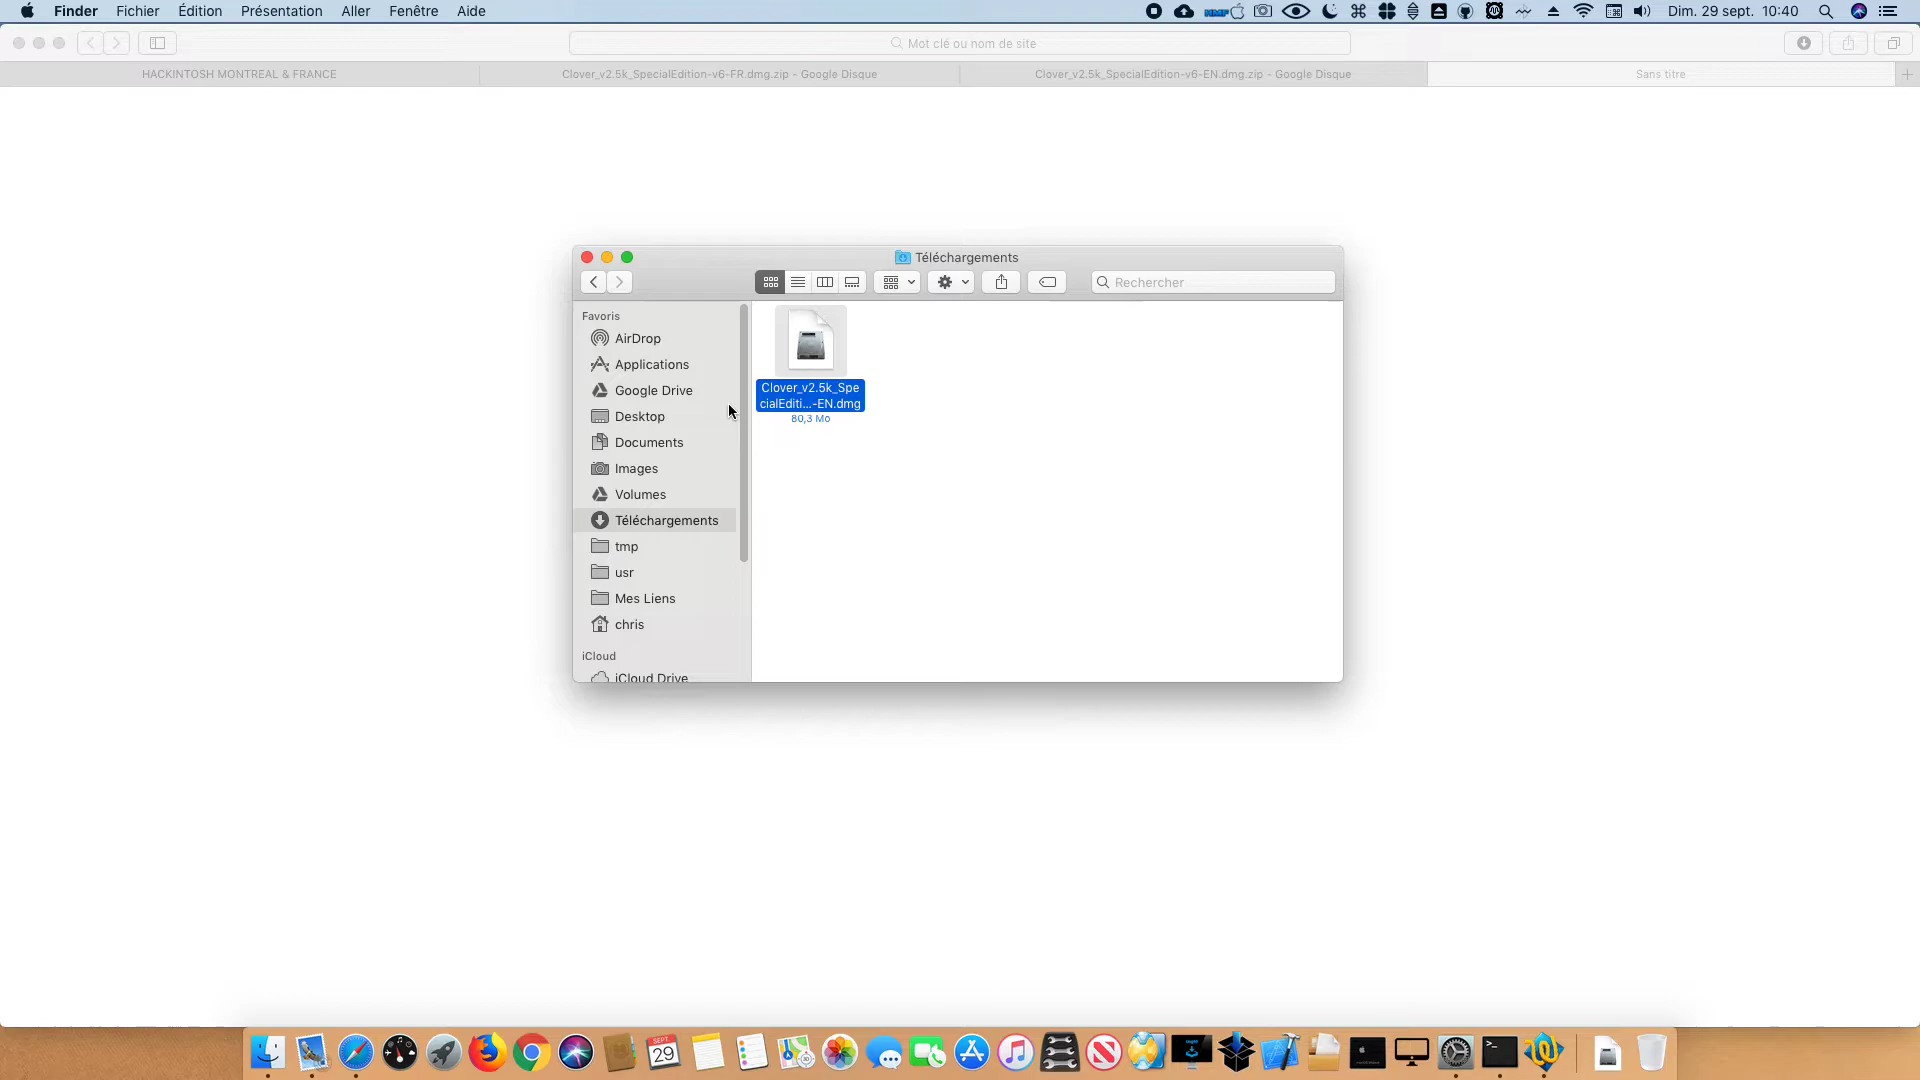 Finder Fichier Édition Présentation Aller Fenêtre Aide Dim. 29 sept. 10:40
Mot clé ou nom de site
HACKINTOSH MONTREAL & FRANCE
Clover_v2.5k_SpecialEdition-v6-FR.dmg.zip - Google Disque
Clover_v2.5k_SpecialEdition-v6-EN.dmg.zip - Google Disque
Sans titre
Téléchargements
Rechercher
Favoris
AirDrop
Applications
Google Drive
Desktop
Documents
Images
Volumes
Téléchargements
tmp
usr
Mes Liens
chris
iCloud
iCloud Drive
Clover_v2.5k_Spe
cialEditi...-EN.dmg
80,3 Mo
SEPT.
29